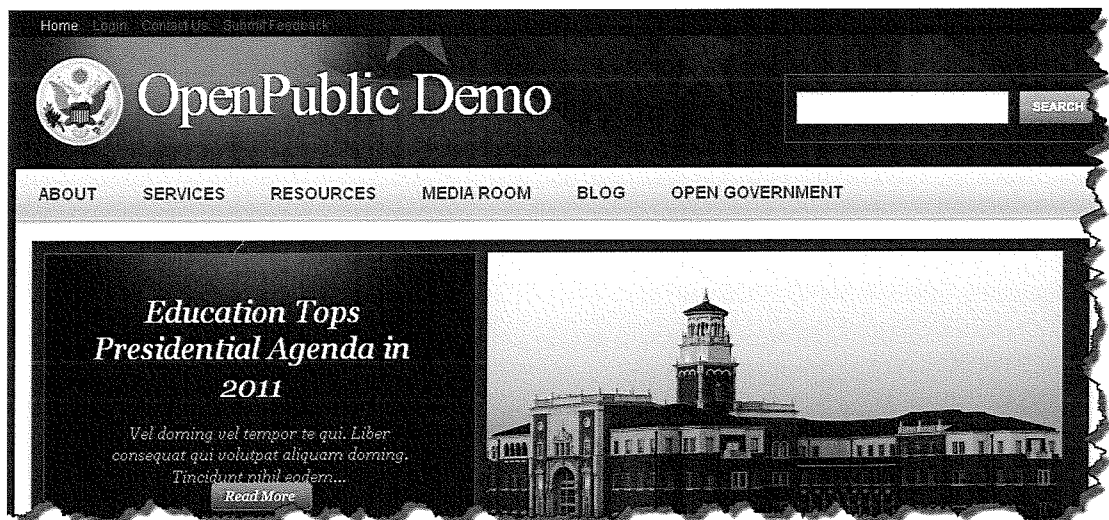 Home Login Contact Us Submit Feedback
OpenPublic Demo
SEARCH
ABOUT SERVICES RESOURCES MEDIA ROOM BLOG OPEN GOVERNMENT
Education Tops
Presidential Agenda in
2011
Vel doming vel tempor te qui. Liber
consequat qui volutpat aliquam doming.
Tincidunt nihil eodem...
Read More